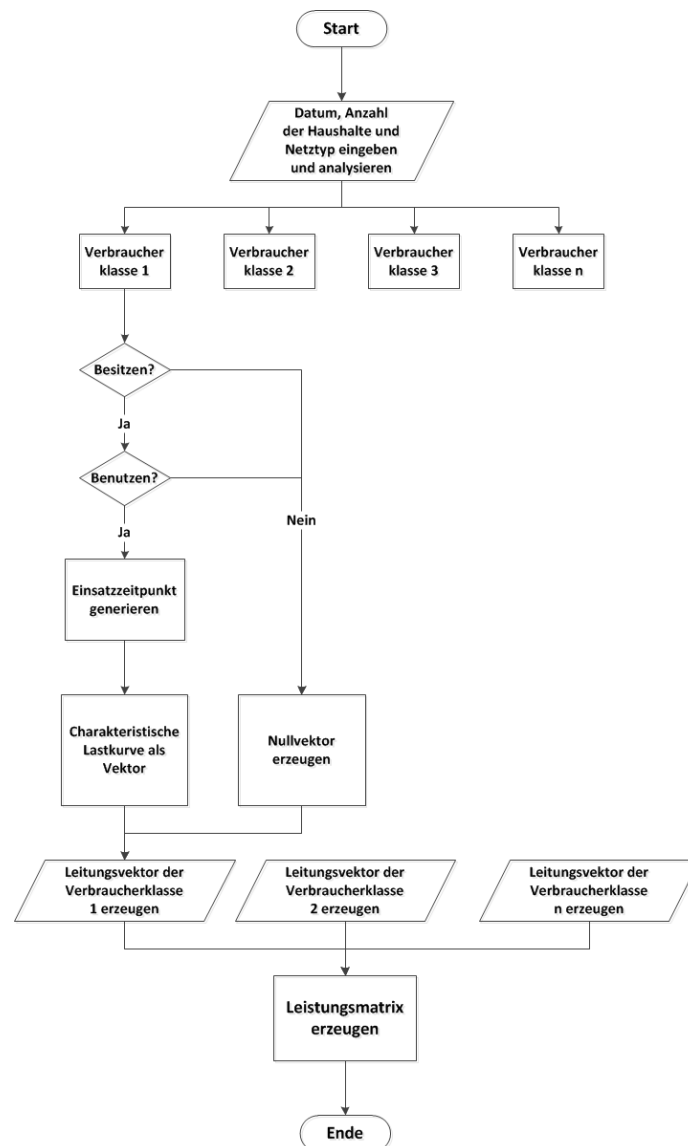 Start
Datum, Anzahl
der Haushalte und
Netztyp eingeben
und analysieren
Verbraucher
klasse 1
Verbraucher
klasse 2
Verbraucher
klasse 3
Verbraucher
klasse n
Besitzen?
Ja
Benutzen?
Ja
Nein
Einsatzzeitpunkt
generieren
Charakteristische
Lastkurve als
Vektor
Nullvektor
erzeugen
Leitungsvektor der
Verbraucherklasse
1 erzeugen
Leitungsvektor der
Verbraucherklasse
2 erzeugen
Leitungsvektor der
Verbraucherklasse
n erzeugen
Leistungsmatrix
erzeugen
Ende